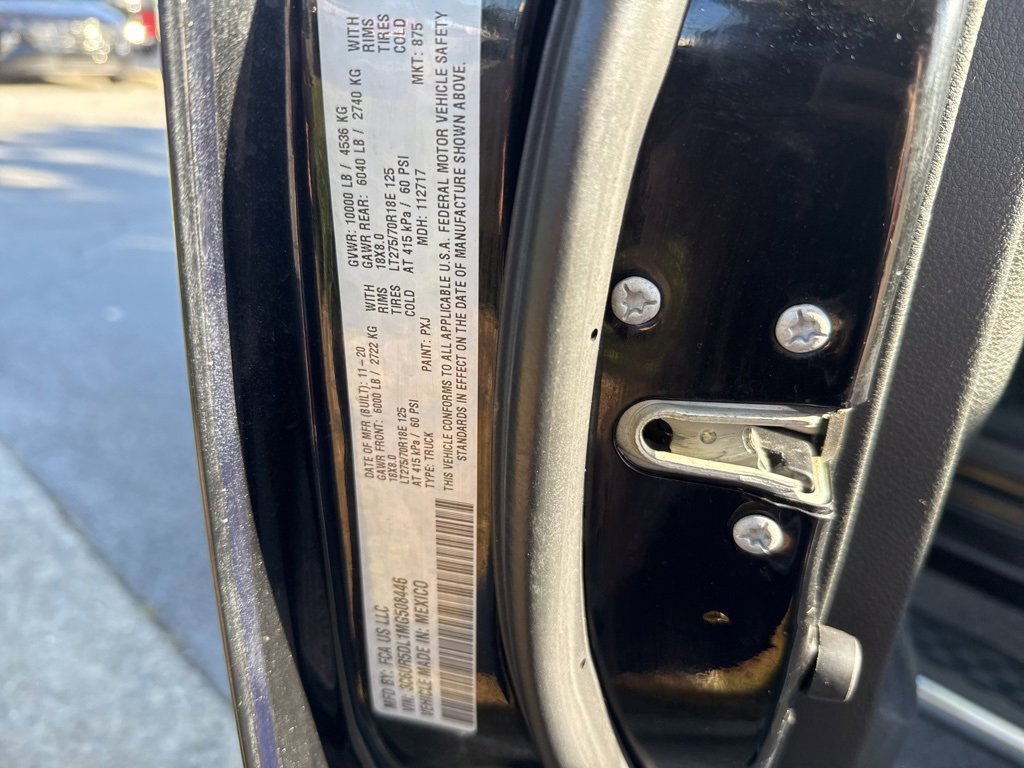 MFD BY: FCA US LLC
DATE OF MFR (BUILT): 11-20
GVWR: 10000 LB / 4536 KG
GAWR FRONT: 6000 LB / 2722 KG WITH
18X8.0 RIMS
LT275/70R18E 125 TIRES
AT 415 kPa / 60 PSI COLD
GAWR REAR: 6040 LB / 2740 KG WITH
18X8.0 RIMS
LT275/70R18E 125 TIRES
AT 415 kPa / 60 PSI COLD
VIN: 3C6UR5DL1MG508446
TYPE: TRUCK PAINT: PXJ MDH: 112717 MKT: 875
VEHICLE MADE IN: MEXICO
THIS VEHICLE CONFORMS TO ALL APPLICABLE U.S.A. FEDERAL MOTOR VEHICLE SAFETY
STANDARDS IN EFFECT ON THE DATE OF MANUFACTURE SHOWN ABOVE.